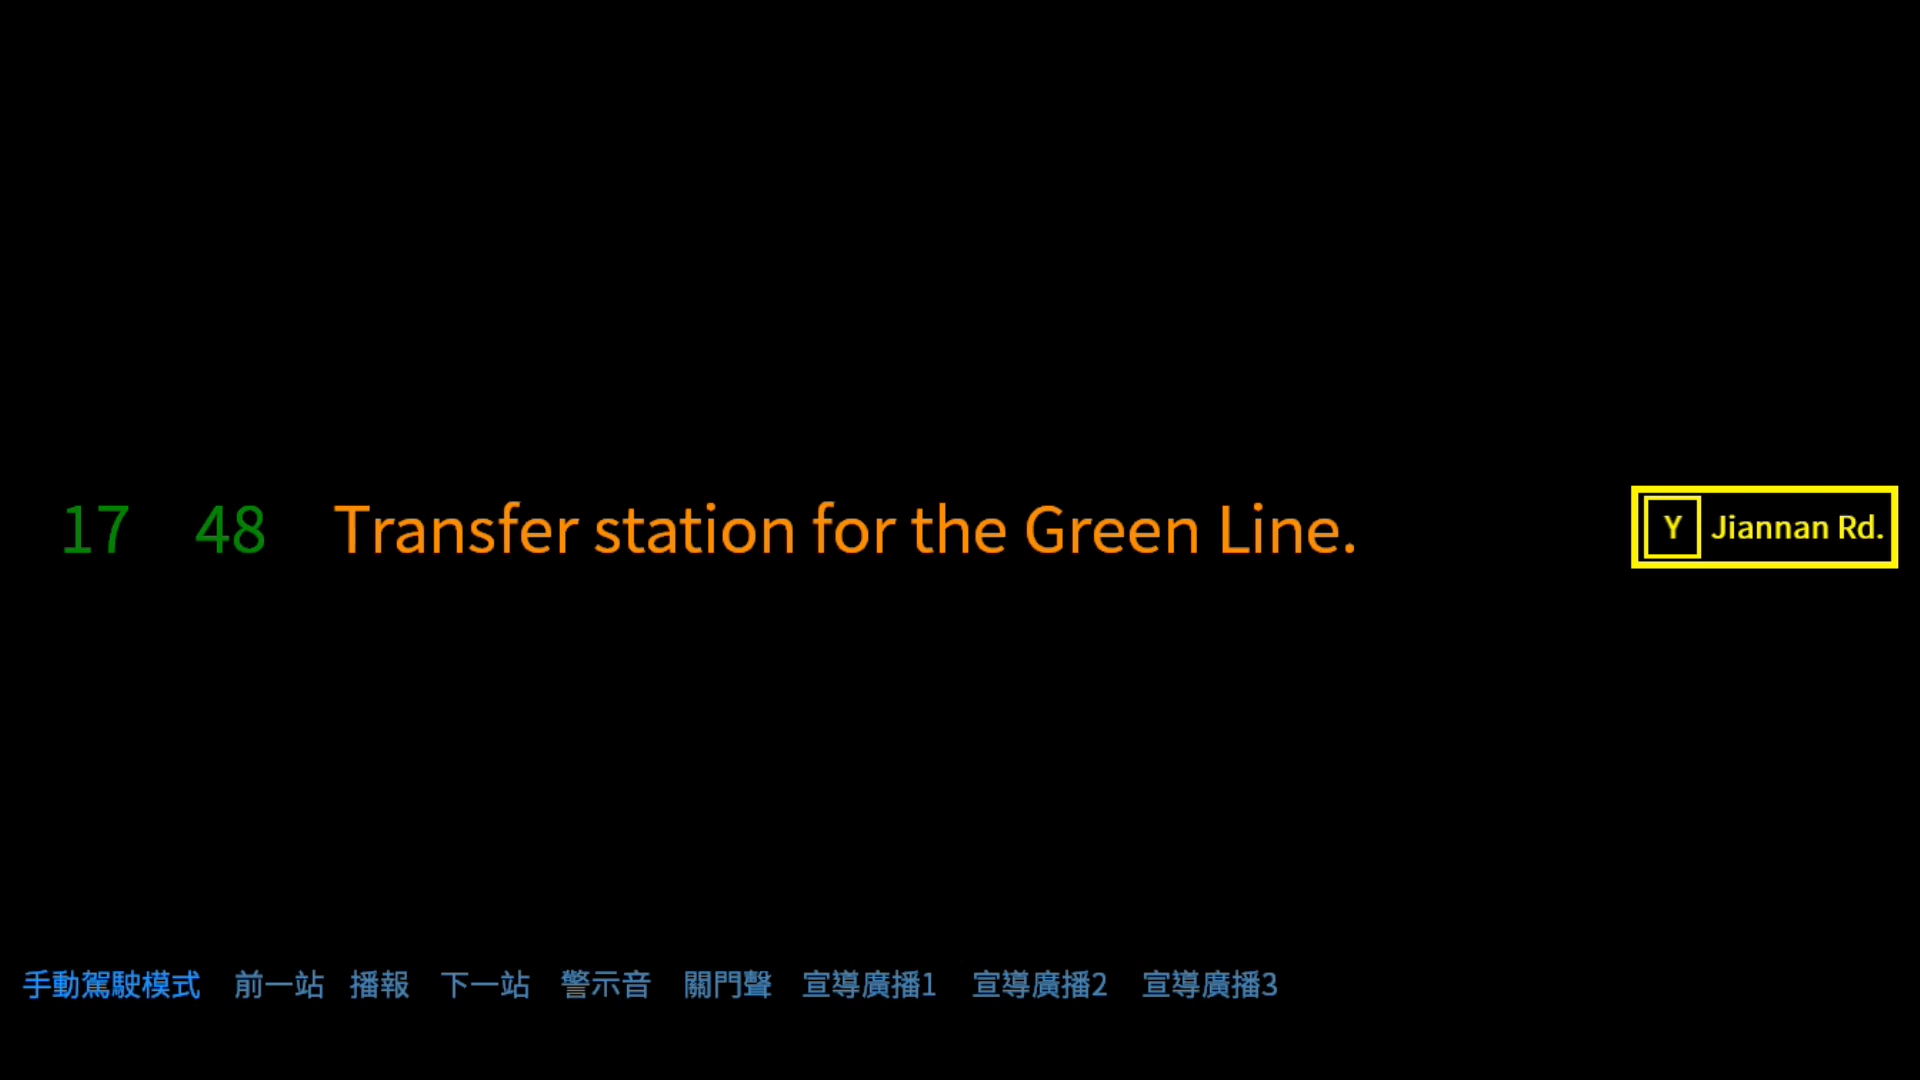 17 48 Transfer station for the Green Line. Y Jiannan Rd.
手動駕駛模式 前一站 播報 下一站 警示音 關門聲 宣導廣播1 宣導廣播2 宣導廣播3